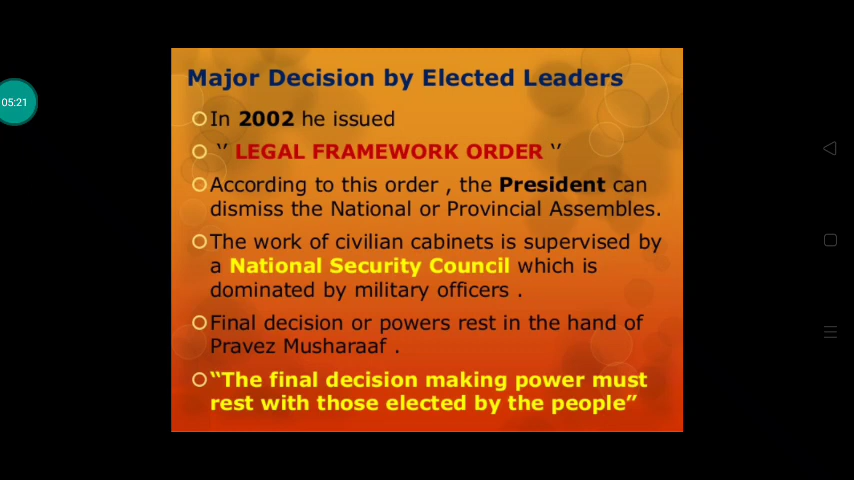 05:21
Major Decision by Elected Leaders
In 2002 he issued
“ LEGAL FRAMEWORK ORDER “
According to this order , the President can
dismiss the National or Provincial Assembles.
The work of civilian cabinets is supervised by
a National Security Council which is
dominated by military officers .
Final decision or powers rest in the hand of
Pravez Musharaaf .
“The final decision making power must
rest with those elected by the people”